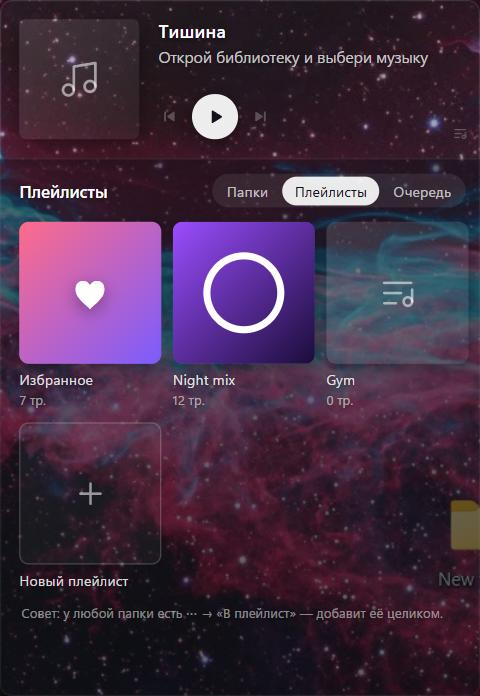 Тишина
Открой библиотеку и выбери музыку
Плейлисты
Папки Плейлисты Очередь
Избранное Night mix Gym
7 тр. 12 тр. 0 тр.
New
Новый плейлист
Совет: у любой папки есть ··· → «В плейлист» — добавит её целиком.